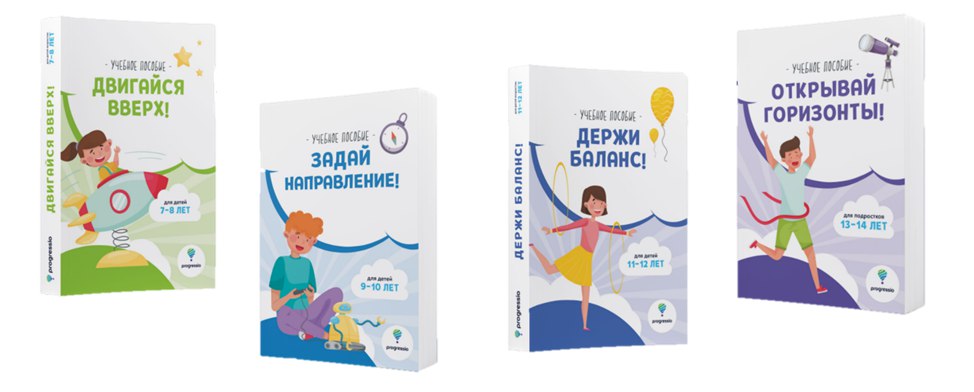 ДВИГАЙСЯ ВВЕРХ!
7–8 ЛЕТ
progressio
- УЧЕБНОЕ ПОСОБИЕ -
ДВИГАЙСЯ
ВВЕРХ!
для детей
7–8 ЛЕТ
progressio
- УЧЕБНОЕ ПОСОБИЕ -
ЗАДАЙ
НАПРАВЛЕНИЕ!
для детей
9–10 ЛЕТ
progressio
ДЕРЖИ БАЛАНС!
11–12 ЛЕТ
progressio
- УЧЕБНОЕ ПОСОБИЕ -
ДЕРЖИ
БАЛАНС!
для детей
11–12 ЛЕТ
progressio
- УЧЕБНОЕ ПОСОБИЕ -
ОТКРЫВАЙ
ГОРИЗОНТЫ!
для подростков
13–14 ЛЕТ
progressio